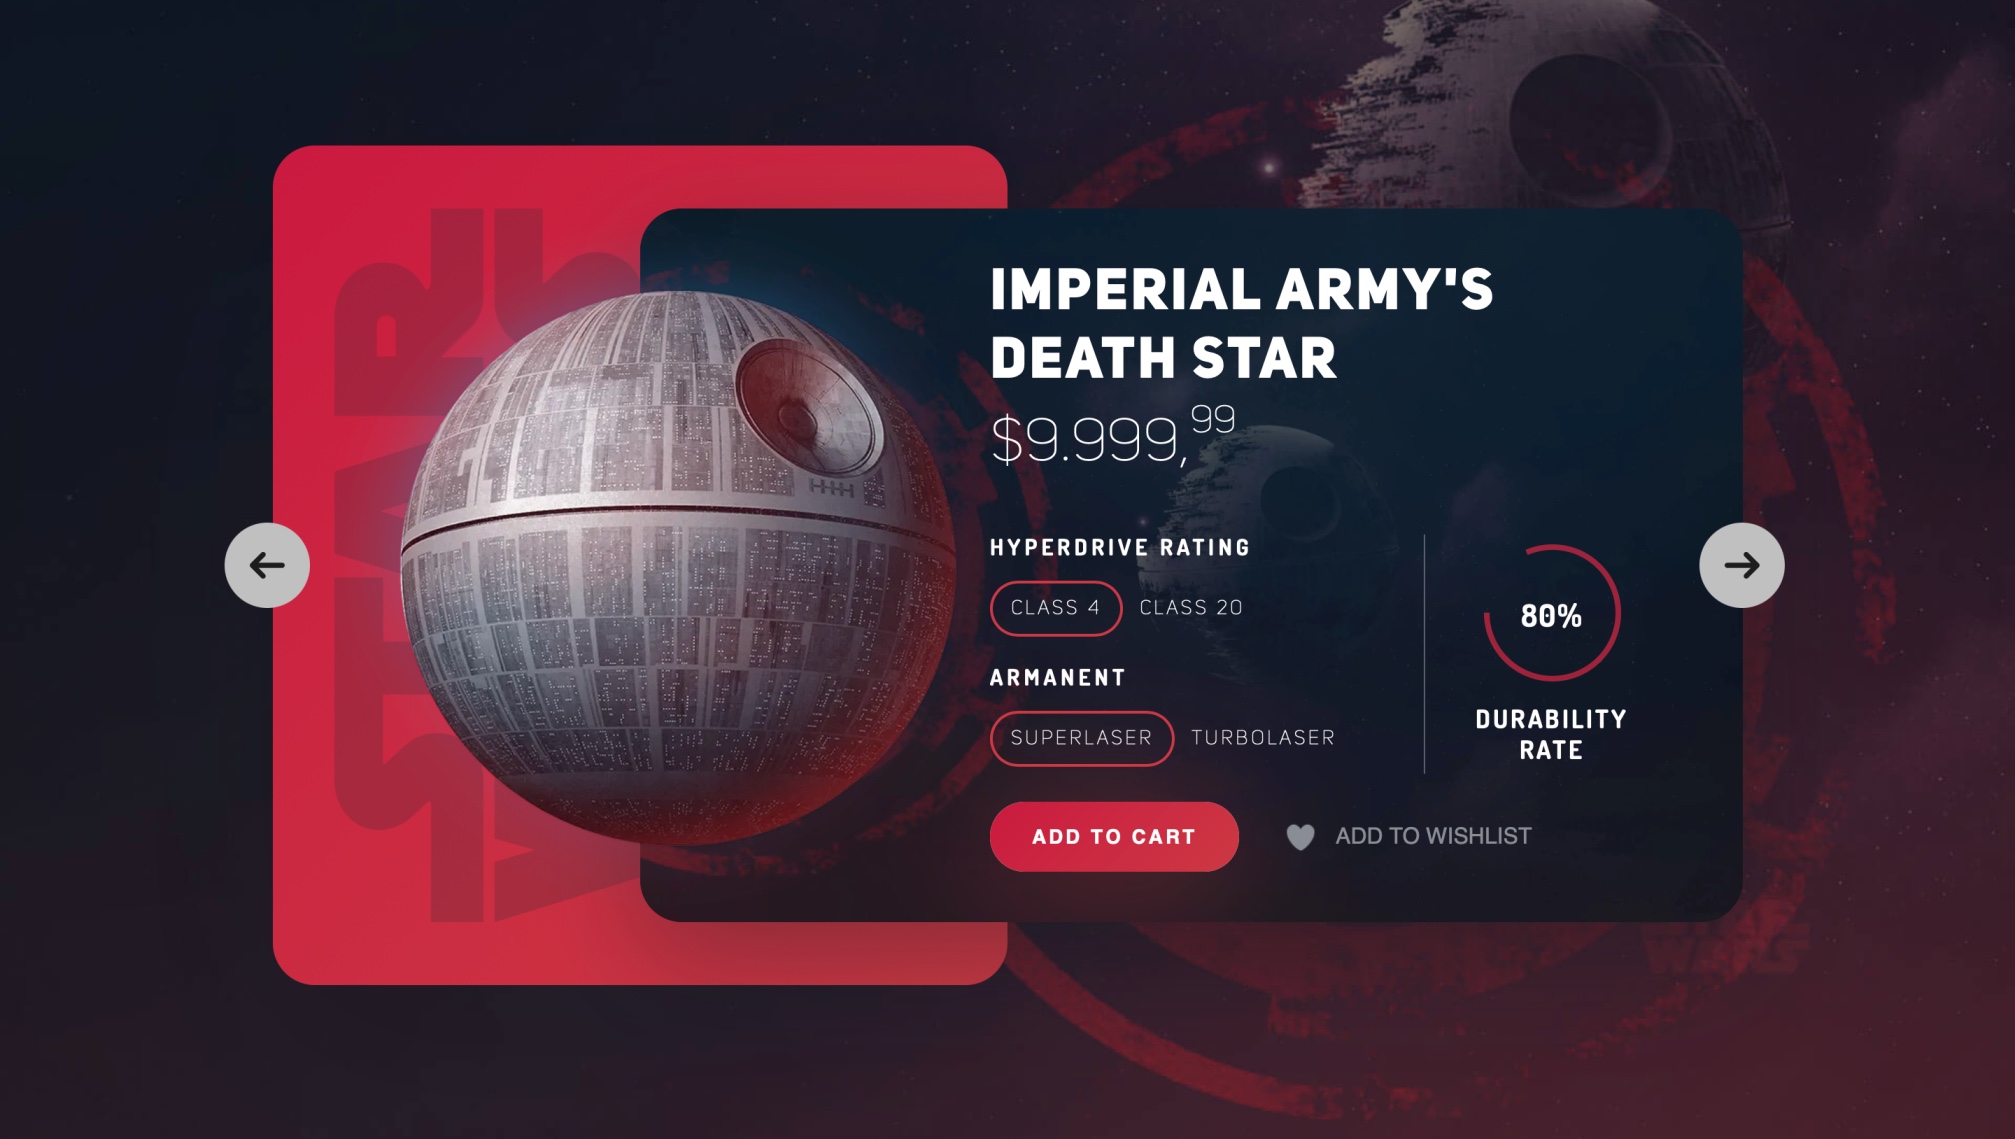 STAR
WARS
IMPERIAL ARMY'S
DEATH STAR
$9.999,99
HYPERDRIVE RATING
CLASS 4 CLASS 20
ARMANENT
SUPERLASER TURBOLASER
80%
DURABILITY
RATE
ADD TO CART ADD TO WISHLIST
WARS